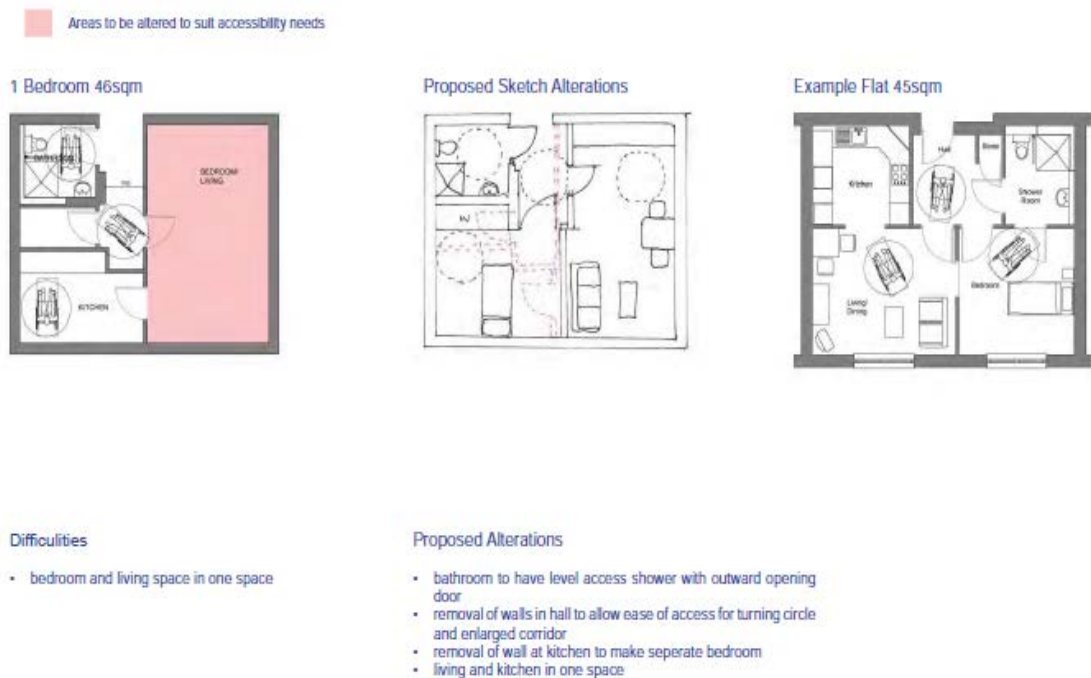 Areas to be altered to suit accessibility needs
1 Bedroom 46sqm
Proposed Sketch Alterations
Example Flat 45sqm
BEDROOM/
LIVING
KITCHEN
Hall
Kitchen
Shower
Room
Living/
Dining
Bedroom
Difficulities
• bedroom and living space in one space
Proposed Alterations
• bathroom to have level access shower with outward opening
door
• removal of walls in hall to allow ease of access for turning circle
and enlarged corridor
• removal of wall at kitchen to make seperate bedroom
• living and kitchen in one space